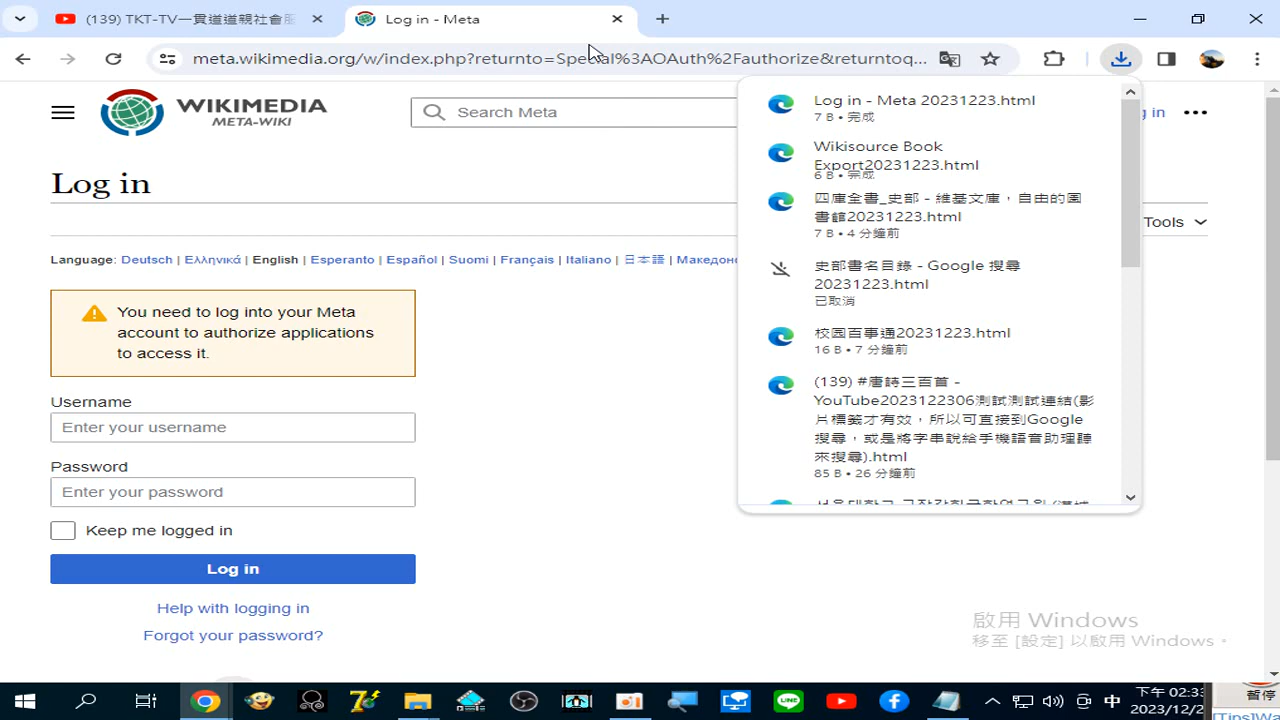 (139) TKT-TV一貫道道親社會服
Log in - Meta
meta.wikimedia.org/w/index.php?returnto=Special%3AOAuth%2Fauthorize&returntoq...
WIKIMEDIA
META-WIKI
Search Meta
g in
Log in
Tools
Language: Deutsch | Ελληνικά | English | Esperanto | Español | Suomi | Français | Italiano | 日本語 | Македоно
You need to log into your Meta
account to authorize applications
to access it.
Username
Enter your username
Password
Enter your password
Keep me logged in
Log in
Help with logging in
Forgot your password?
Log in - Meta 20231223.html
7 B • 完成
Wikisource Book
Export20231223.html
6 B • 完成
四庫全書_史部 - 維基文庫，自由的圖
書館20231223.html
7 B • 4 分鐘前
史部書名目錄 - Google 搜尋
20231223.html
已取消
校园百事通20231223.html
16 B • 7 分鐘前
(139) #唐詩三百首 -
YouTube2023122306測試測試連結(影
片標籤才有效，所以可直接到Google
搜尋，或是將字串說給手機語音助理聽
來搜尋).html
85 B • 26 分鐘前
啟用 Windows
移至 [設定] 以啟用 Windows。
中
下午 02:33
2023/12/2
暫停
[Tips]Wa